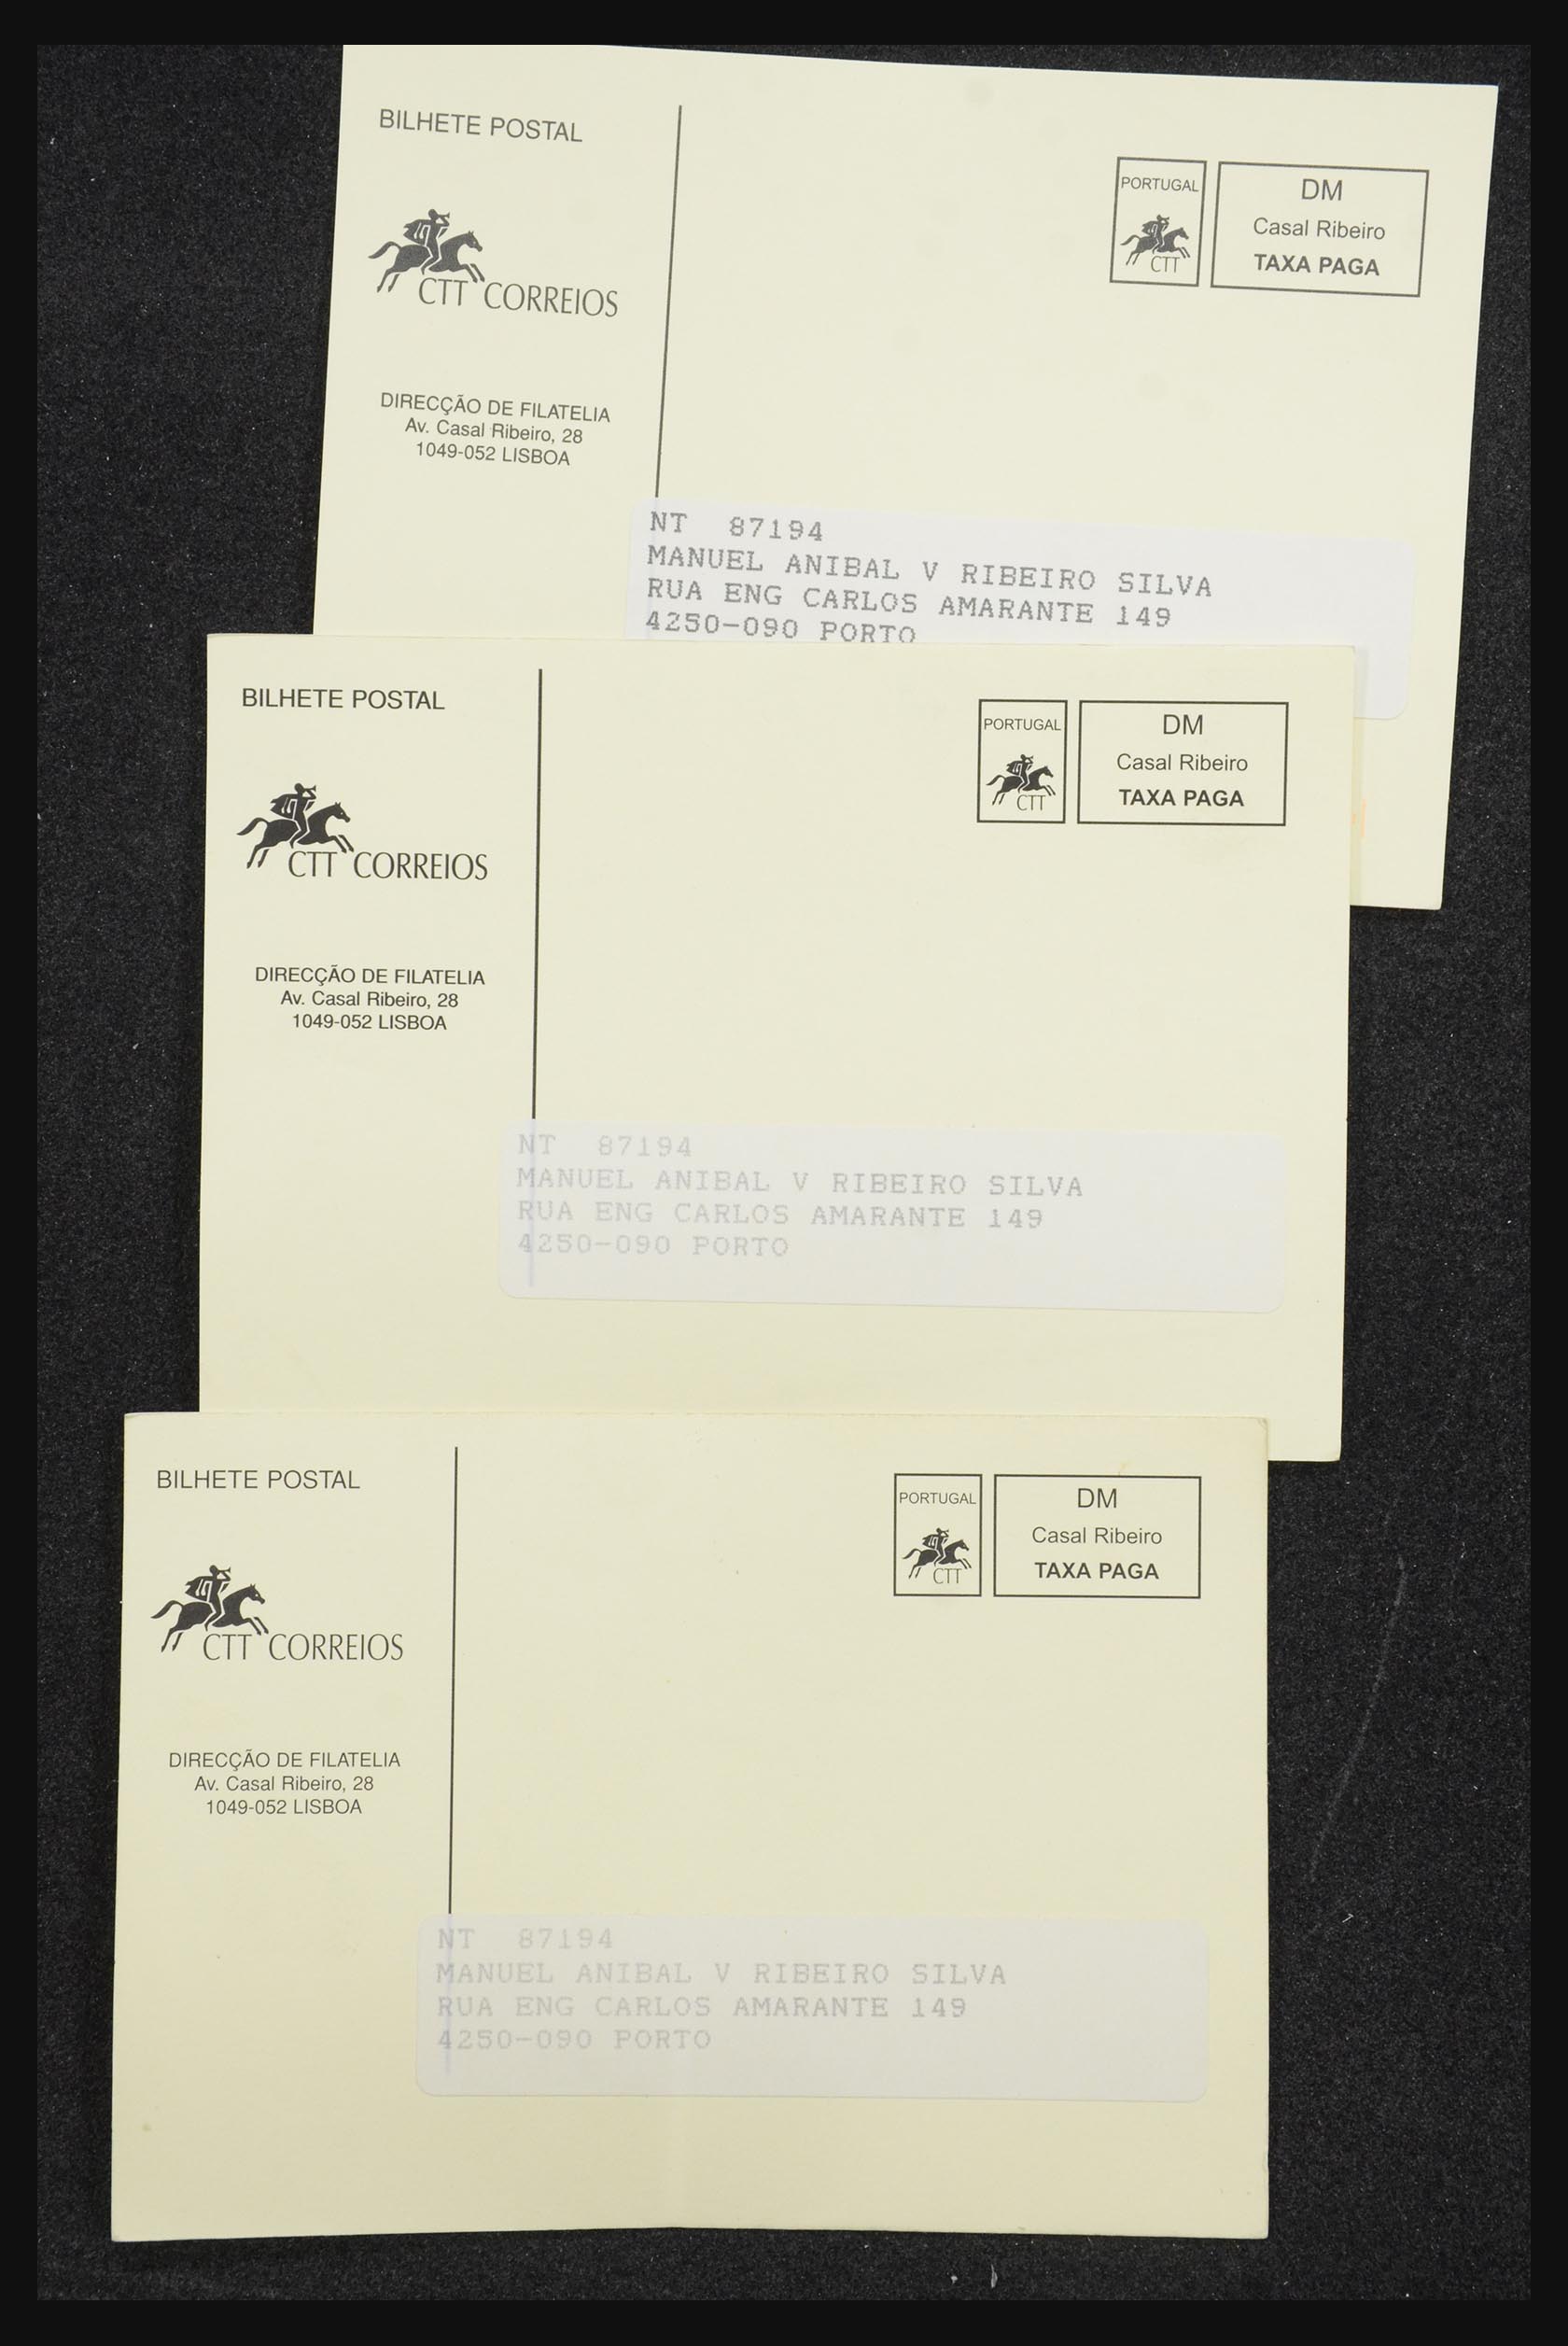 BILHETE POSTAL
CTT CORREIOS
DIRECÇÃO DE FILATELIA
Av. Casal Ribeiro, 28
1049-052 LISBOA
PORTUGAL
CTT
DM
Casal Ribeiro
TAXA PAGA
NT 87194
MANUEL ANIBAL V RIBEIRO SILVA
RUA ENG CARLOS AMARANTE 149
4250-090 PORTO
BILHETE POSTAL
CTT CORREIOS
DIRECÇÃO DE FILATELIA
Av. Casal Ribeiro, 28
1049-052 LISBOA
PORTUGAL
CTT
DM
Casal Ribeiro
TAXA PAGA
NT 87194
MANUEL ANIBAL V RIBEIRO SILVA
RUA ENG CARLOS AMARANTE 149
4250-090 PORTO
BILHETE POSTAL
CTT CORREIOS
DIRECÇÃO DE FILATELIA
Av. Casal Ribeiro, 28
1049-052 LISBOA
PORTUGAL
CTT
DM
Casal Ribeiro
TAXA PAGA
NT 87194
MANUEL ANIBAL V RIBEIRO SILVA
RUA ENG CARLOS AMARANTE 149
4250-090 PORTO